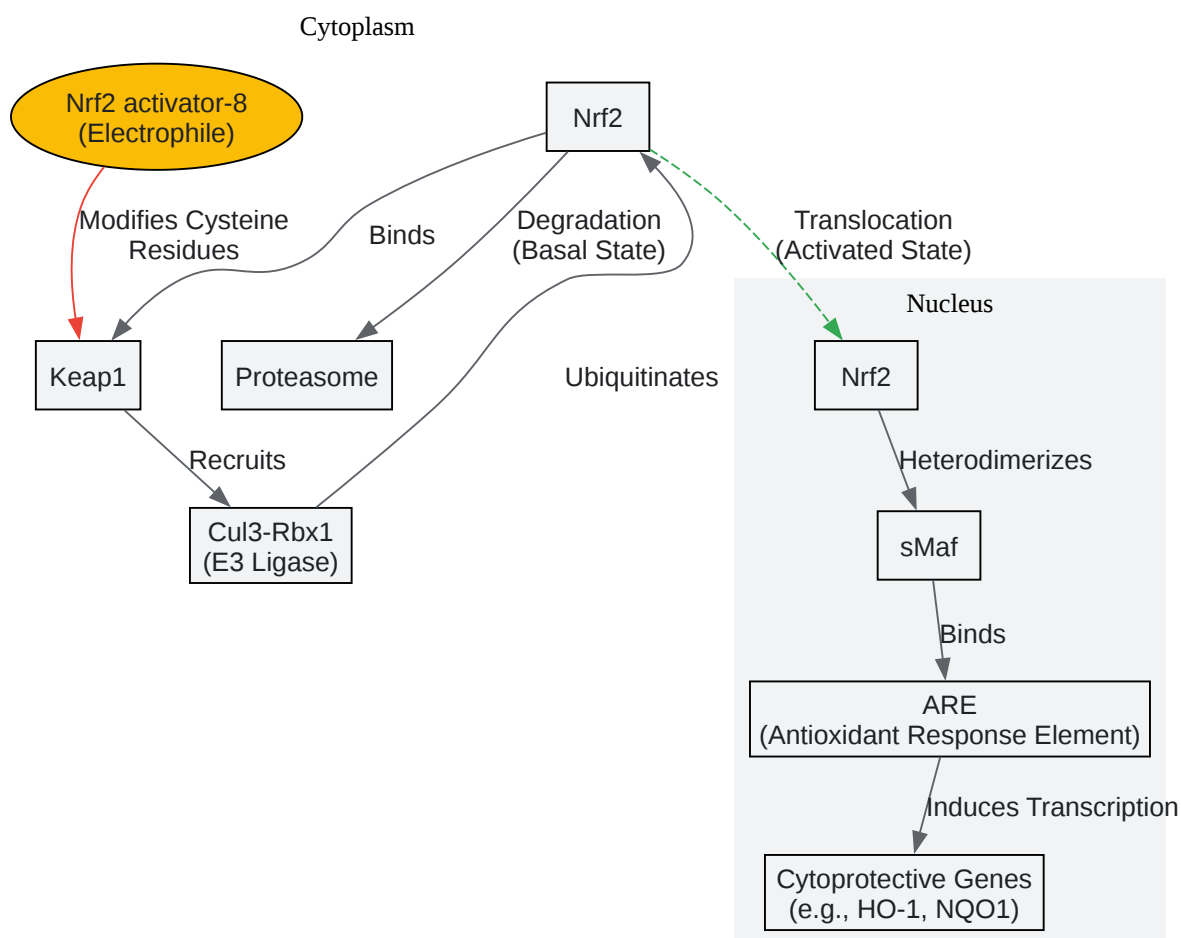 Cytoplasm
Nrf2 activator-8
(Electrophile)
Nrf2
Modifies Cysteine
Residues
Binds
Degradation
(Basal State)
Translocation
(Activated State)
Nucleus
Keap1
Proteasome
Ubiquitinates
Nrf2
Recruits
Heterodimerizes
Cul3-Rbx1
(E3 Ligase)
sMaf
Binds
ARE
(Antioxidant Response Element)
Induces Transcription
Cytoprotective Genes
(e.g., HO-1, NQO1)